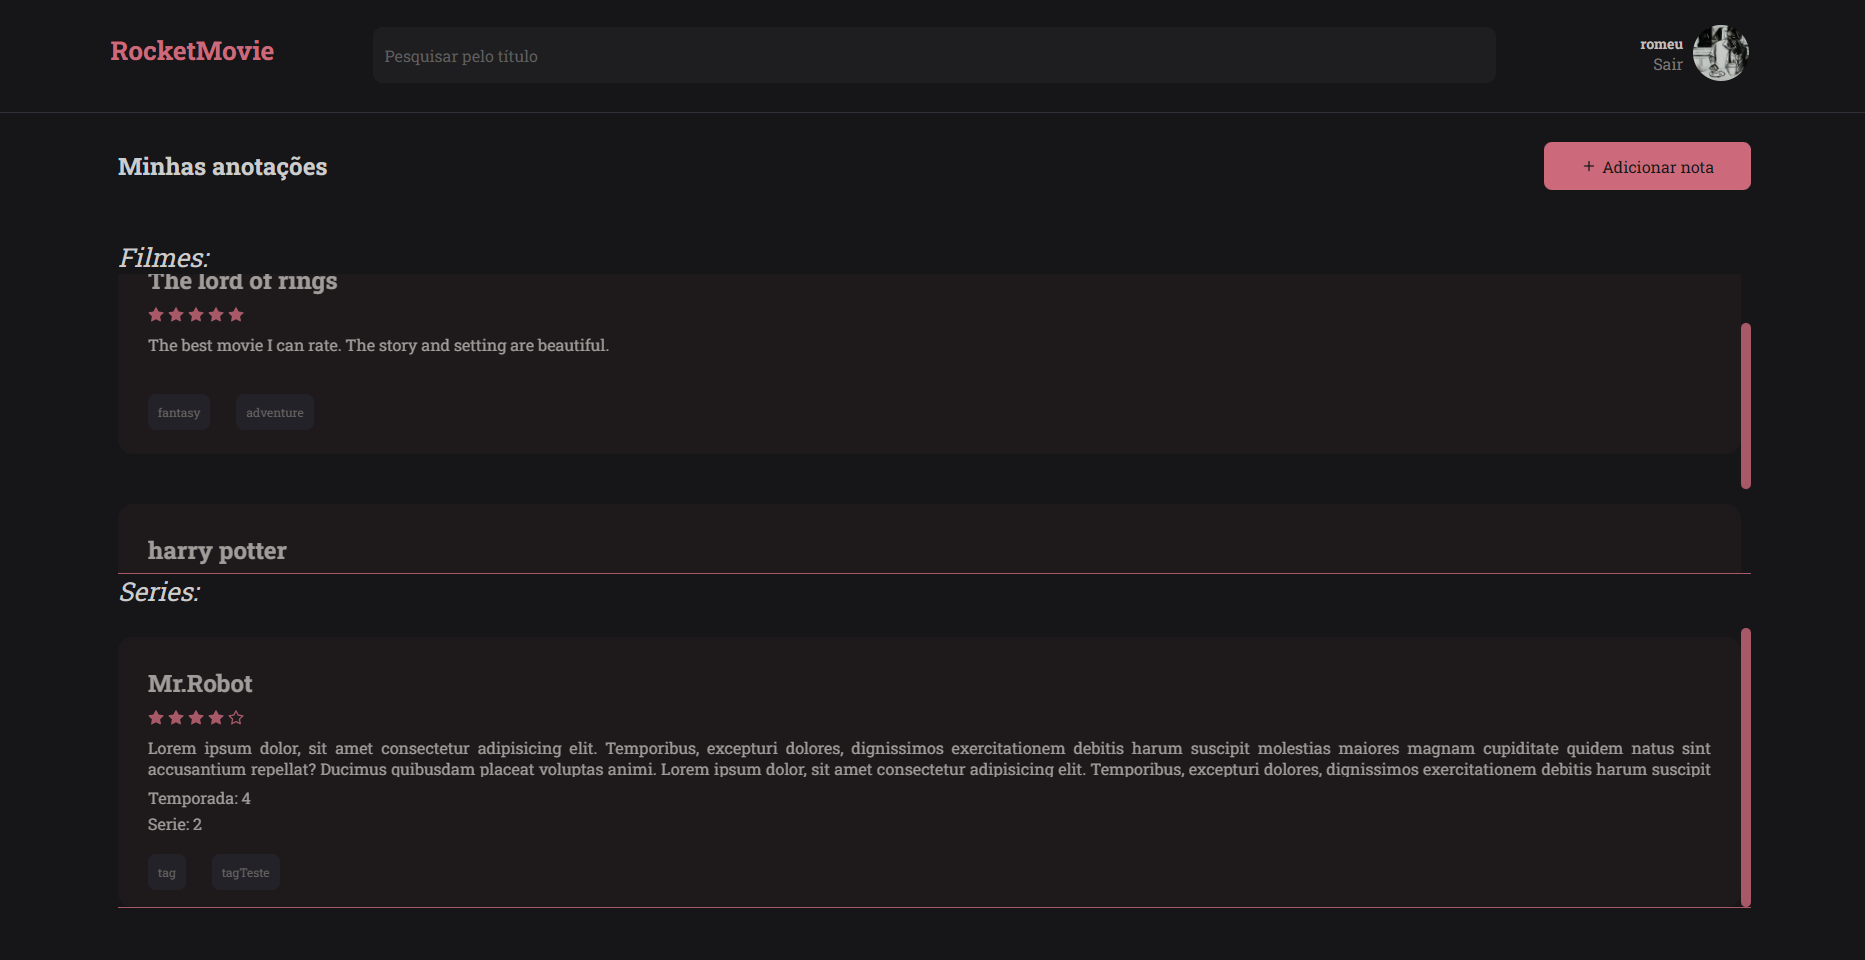 RocketMovie
Pesquisar pelo título
romeu
Sair
Minhas anotações
+ Adicionar nota
Filmes:
The lord of rings
The best movie I can rate. The story and setting are beautiful.
fantasy adventure
harry potter
Series:
Mr.Robot
Lorem ipsum dolor, sit amet consectetur adipisicing elit. Temporibus, excepturi dolores, dignissimos exercitationem debitis harum suscipit molestias maiores magnam cupiditate quidem natus sint
accusantium repellat? Ducimus quibusdam placeat voluptas animi. Lorem ipsum dolor, sit amet consectetur adipisicing elit. Temporibus, excepturi dolores, dignissimos exercitationem debitis harum suscipit
Temporada: 4
Serie: 2
tag tagTeste